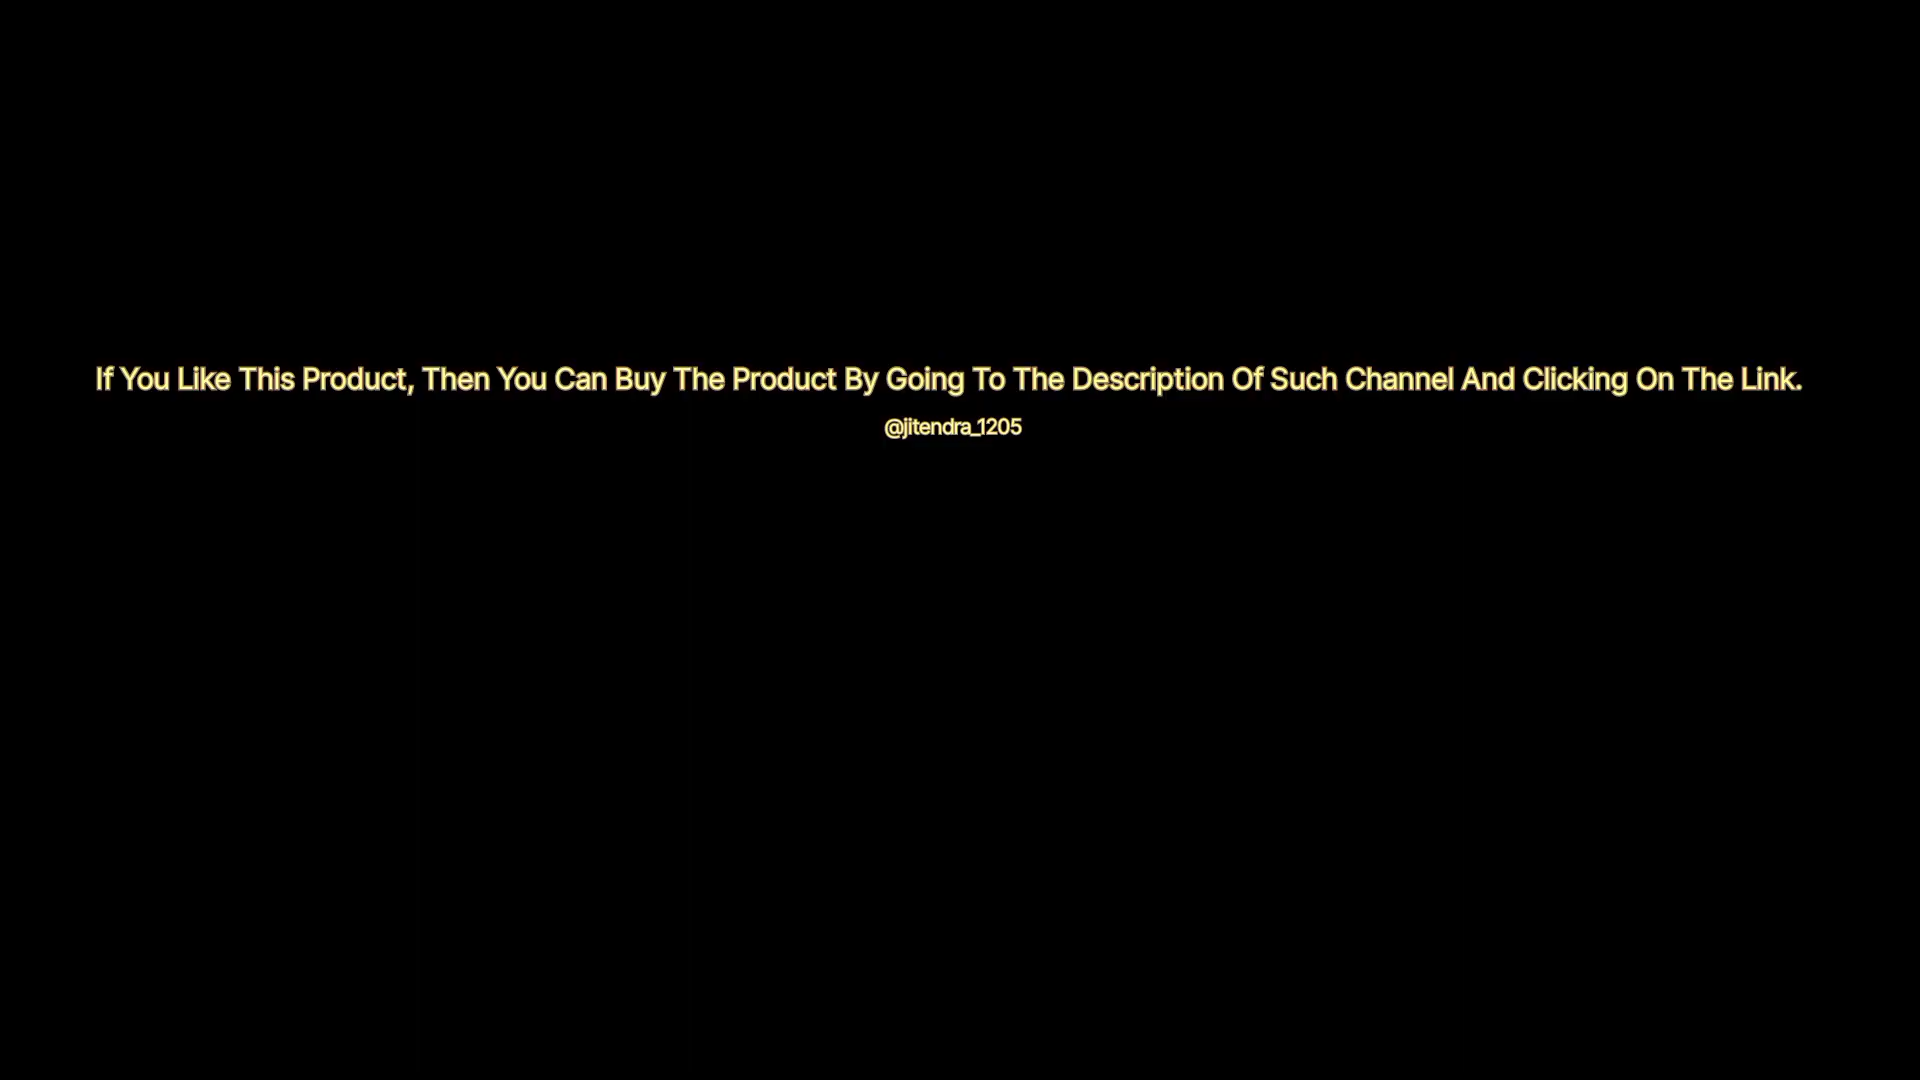 If You Like This Product, Then You Can Buy The Product By Going To The Description Of Such Channel And Clicking On The Link.
@jitendra_1205